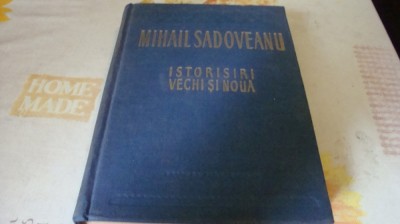 MIHAIL SADOVEANU
ISTORISIRI
VECHI ȘI NOUĂ
HOME
MADE